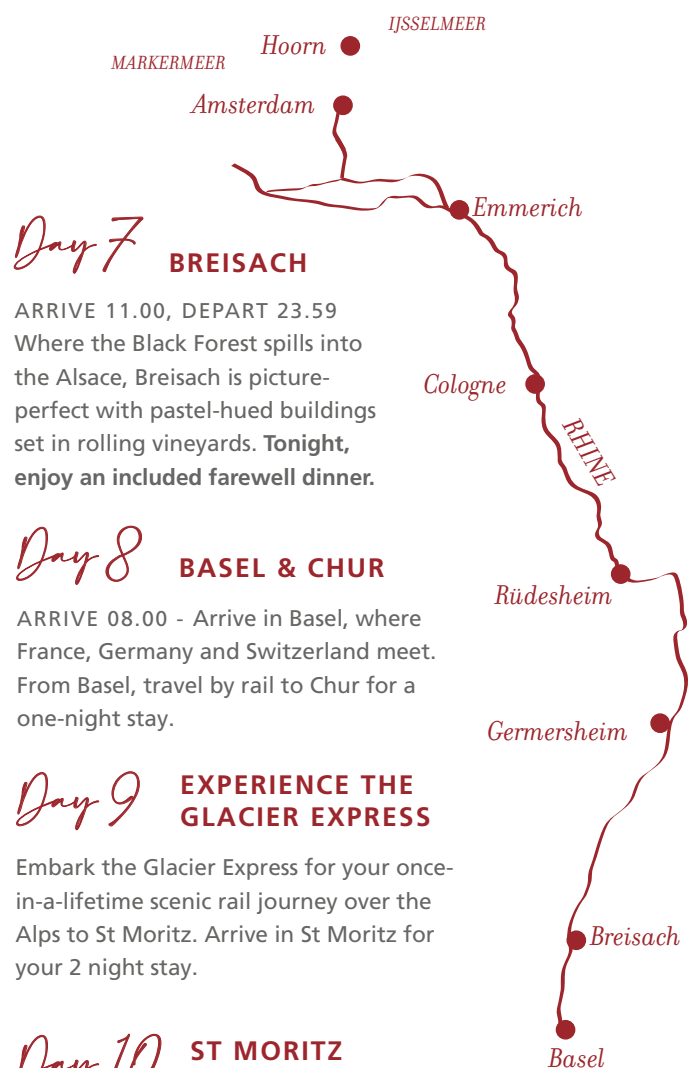 IJSSELMEER
Hoorn
MARKERMEER
Amsterdam
Emmerich
Day 7 BREISACH
ARRIVE 11.00, DEPART 23.59
Where the Black Forest spills into
the Alsace, Breisach is picture-
perfect with pastel-hued buildings
set in rolling vineyards. Tonight,
enjoy an included farewell dinner.
Cologne
RHINE
Day 8 BASEL & CHUR
ARRIVE 08.00 - Arrive in Basel, where
France, Germany and Switzerland meet.
From Basel, travel by rail to Chur for a
one-night stay.
Rüdesheim
Germersheim
Day 9 EXPERIENCE THE
GLACIER EXPRESS
Embark the Glacier Express for your once-
in-a-lifetime scenic rail journey over the
Alps to St Moritz. Arrive in St Moritz for
your 2 night stay.
Breisach
Day 10 ST MORITZ
Basel